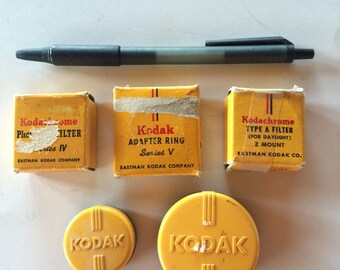 Kodachrome
FILTER
Series IV
EASTMAN KODAK COMPANY
Kodak
ADAPTER RING
Series V
EASTMAN KODAK COMPANY
Kodachrome
TYPE A FILTER
(FOR DAYLIGHT)
Z MOUNT
EASTMAN KODAK CO.
KODAK
KODAK